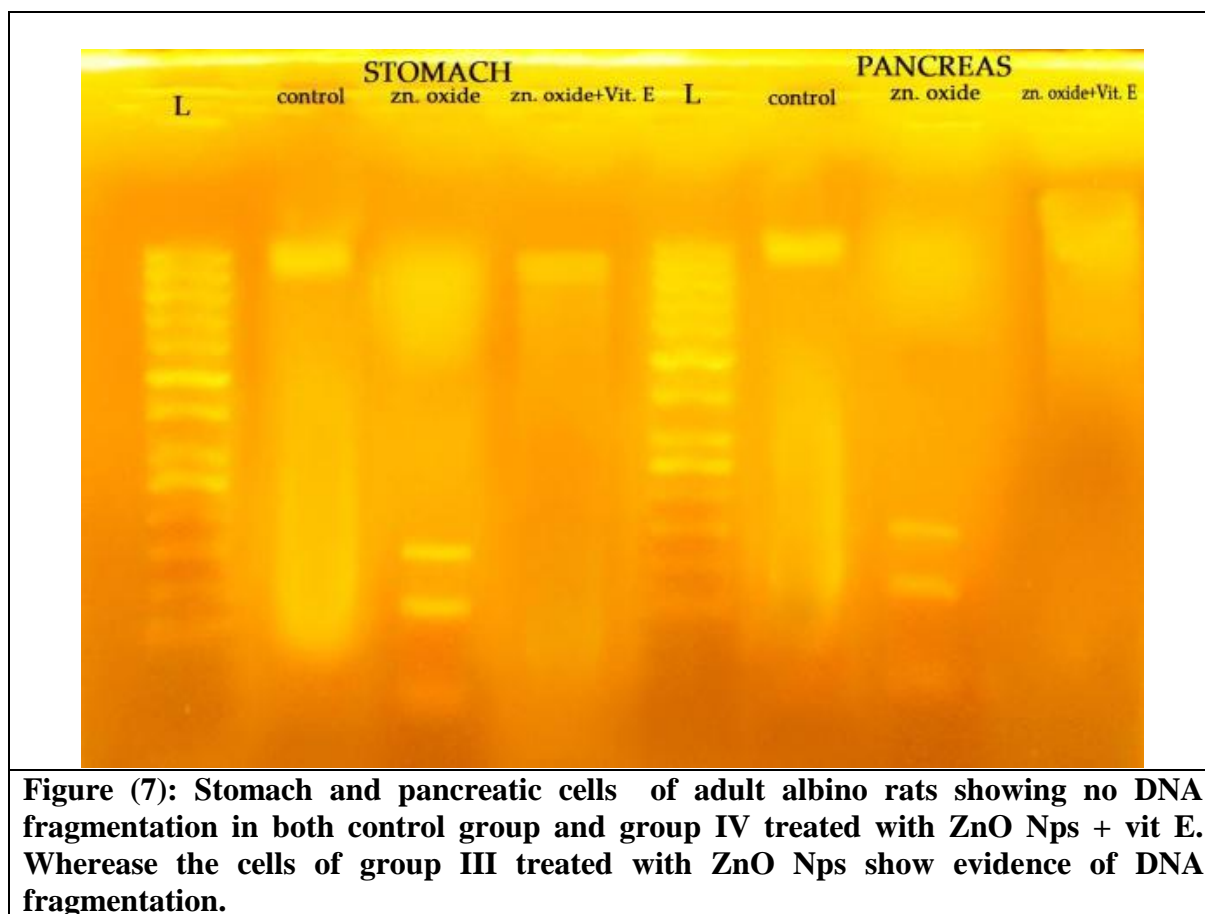 STOMACH PANCREAS
L control zn. oxide zn. oxide+Vit. E L control zn. oxide zn. oxide+Vit. E
Figure (7): Stomach and pancreatic cells of adult albino rats showing no DNA
fragmentation in both control group and group IV treated with ZnO Nps + vit E.
Wherease the cells of group III treated with ZnO Nps show evidence of DNA
fragmentation.